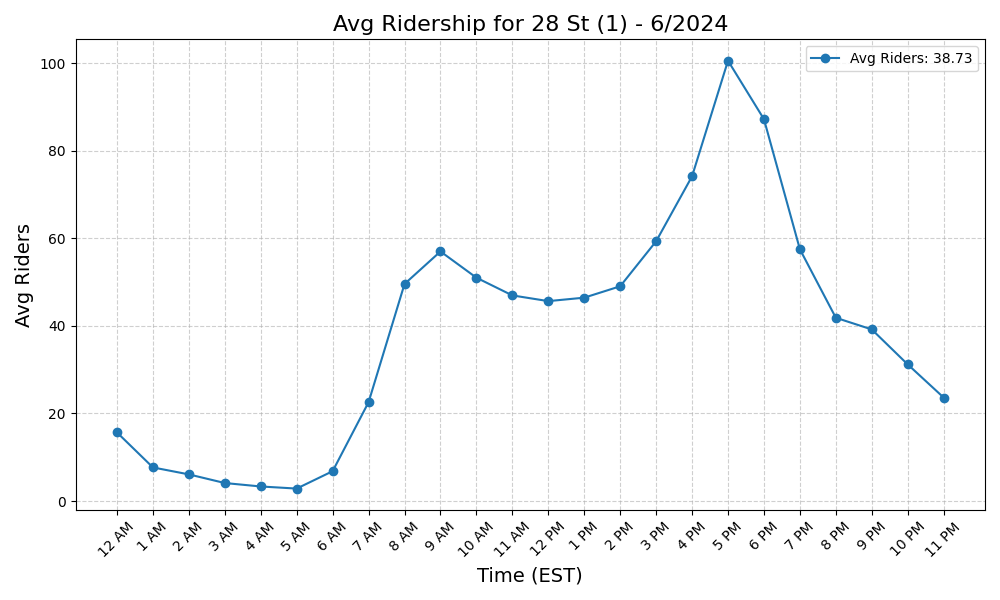 Avg Ridership for 28 St (1) - 6/2024
Avg Riders: 38.73
Avg Riders
100
80
60
40
20
0
12 AM
1 AM
2 AM
3 AM
4 AM
5 AM
6 AM
7 AM
8 AM
9 AM
10 AM
11 AM
12 PM
1 PM
2 PM
3 PM
4 PM
5 PM
6 PM
7 PM
8 PM
9 PM
10 PM
11 PM
Time (EST)